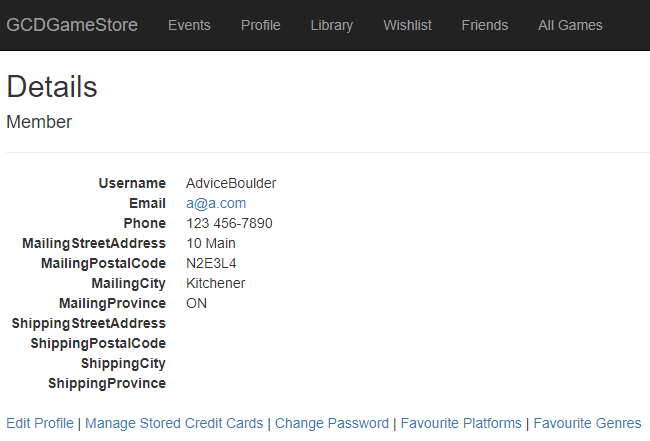 GCDGameStore Events Profile Library Wishlist Friends All Games
Details
Member
Username AdviceBoulder
Email a@a.com
Phone 123 456-7890
MailingStreetAddress 10 Main
MailingPostalCode N2E3L4
MailingCity Kitchener
MailingProvince ON
ShippingStreetAddress
ShippingPostalCode
ShippingCity
ShippingProvince
Edit Profile | Manage Stored Credit Cards | Change Password | Favourite Platforms | Favourite Genres